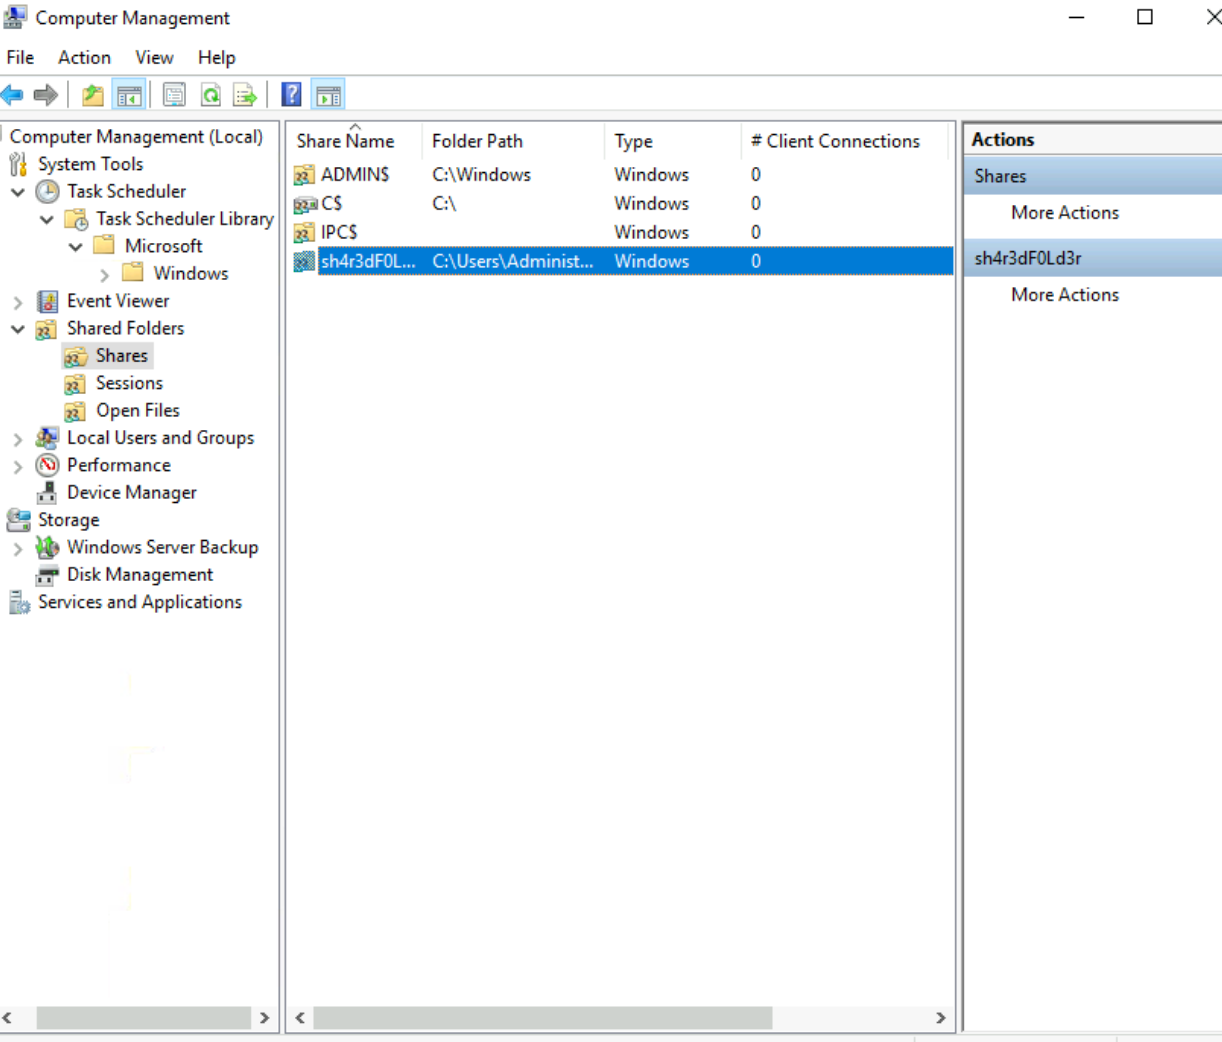 Computer Management
File Action View Help
Computer Management (Local)
System Tools
Task Scheduler
Task Scheduler Library
Microsoft
Windows
Event Viewer
Shared Folders
Shares
Sessions
Open Files
Local Users and Groups
Performance
Device Manager
Storage
Windows Server Backup
Disk Management
Services and Applications
Share Name Folder Path Type # Client Connections
ADMIN$ C:\Windows Windows 0
C$ C:\ Windows 0
IPC$ Windows 0
sh4r3dF0L... C:\Users\Administ... Windows 0
Actions
Shares
More Actions
sh4r3dF0Ld3r
More Actions